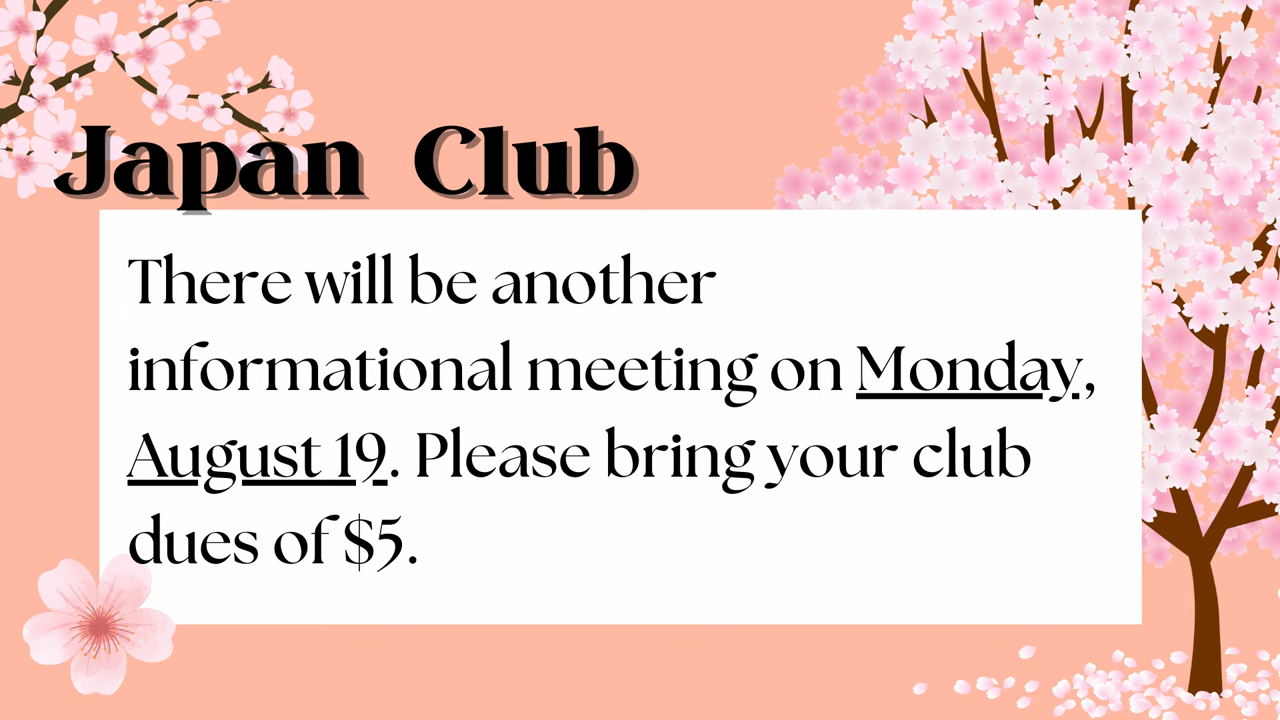 Japan Club
There will be another
informational meeting on Monday,
August 19. Please bring your club
dues of $5.